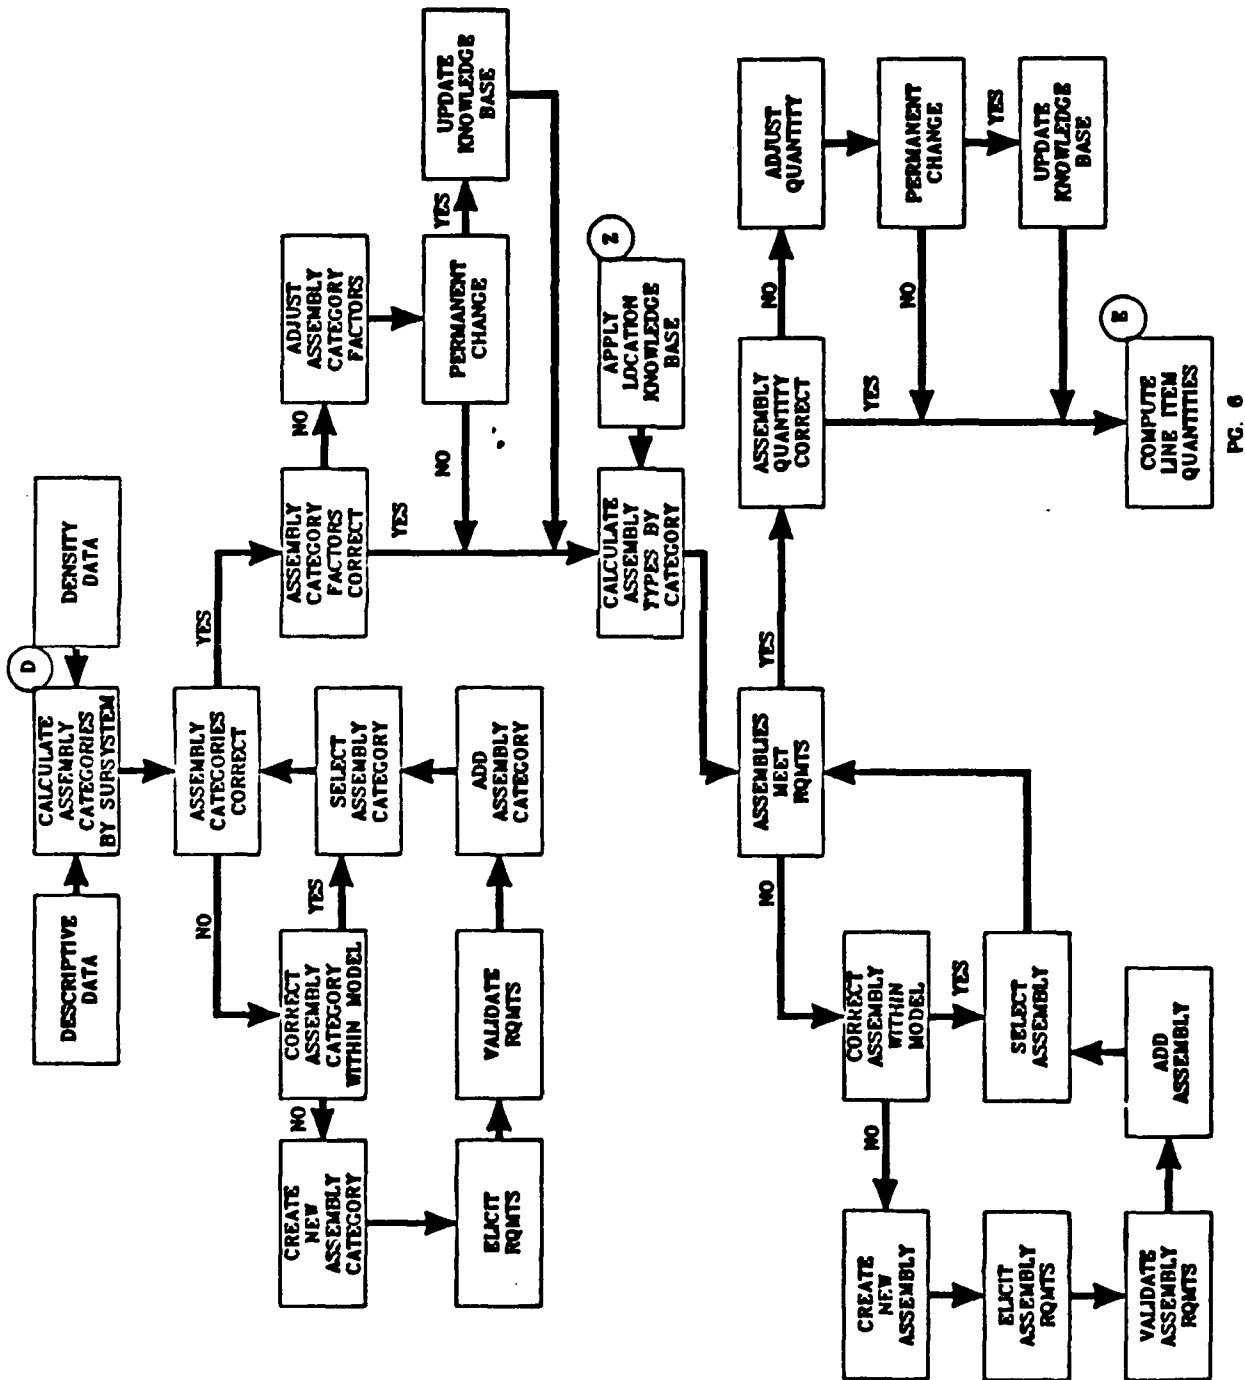 DESCRIPTIVE
DATA
CALCULATE
ASSEMBLY
CATEGORIES
BY SUBSYSTEM
D
DENSITY
DATA
ASSEMBLY
CATEGORIES
CORRECT
NO
YES
CREATE
NEW
ASSEMBLY
CATEGORY
NO
CORRECT
ASSEMBLY
CATEGORY
WITHIN MODEL
YES
SELECT
ASSEMBLY
CATEGORY
ASSEMBLY
CATEGORY
FACTORS
CORRECT
NO
YES
ADJUST
ASSEMBLY
CATEGORY
FACTORS
ELICIT
RQMTS
VALIDATE
RQMTS
ADD
ASSEMBLY
CATEGORY
NO
PERMANENT
CHANGE
YES
UPDATE
KNOWLEDGE
BASE
CALCULATE
ASSEMBLY
TYPES BY
CATEGORY
APPLY
LOCATION
KNOWLEDGE
BASE
Z
ASSEMBLIES
MEET
RQMTS
NO
YES
ASSEMBLY
QUANTITY
CORRECT
NO
YES
ADJUST
QUANTITY
CREATE
NEW
ASSEMBLY
NO
CORRECT
ASSEMBLY
WITHIN
MODEL
YES
PERMANENT
CHANGE
NO
YES
ELICIT
ASSEMBLY
RQMTS
SELECT
ASSEMBLY
UPDATE
KNOWLEDGE
BASE
VALIDATE
ASSEMBLY
RQMTS
ADD
ASSEMBLY
COMPUTE
LINE ITEM
QUANTITIES
E
PG. 6